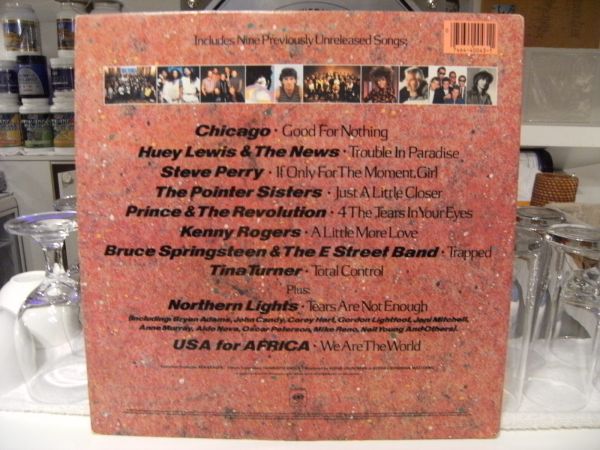 Includes Nine Previously Unreleased Songs:
Chicago · Good For Nothing
Huey Lewis & The News · Trouble In Paradise
Steve Perry · If Only For The Moment, Girl
The Pointer Sisters · Just A Little Closer
Prince & The Revolution · 4 The Tears In Your Eyes
Kenny Rogers · A Little More Love
Bruce Springsteen & The E Street Band · Trapped
Tina Turner · Total Control
Plus:
Northern Lights · Tears Are Not Enough
(Including: Bryan Adams, John Candy, Corey Hart, Gordon Lightfoot, Joni Mitchell,
Anne Murray, Aldo Nova, Oscar Peterson, Mike Reno, Neil Young And Others).
USA for AFRICA · We Are The World